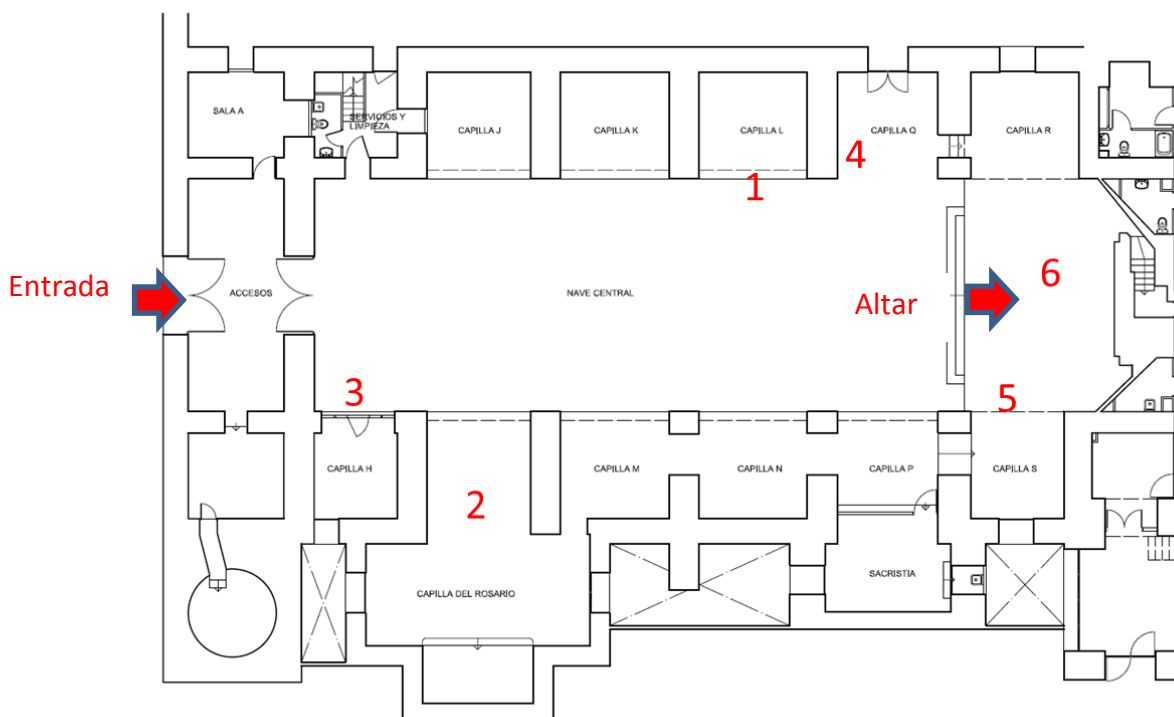 SALA A
SERVICIOS Y
LIMPIEZA
CAPILLA J
CAPILLA K
CAPILLA L
CAPILLA Q
CAPILLA R
4
1
Entrada
ACCESOS
NAVE CENTRAL
Altar
6
3
5
CAPILLA H
CAPILLA M
CAPILLA N
CAPILLA P
CAPILLA S
2
SACRISTIA
CAPILLA DEL ROSARIO